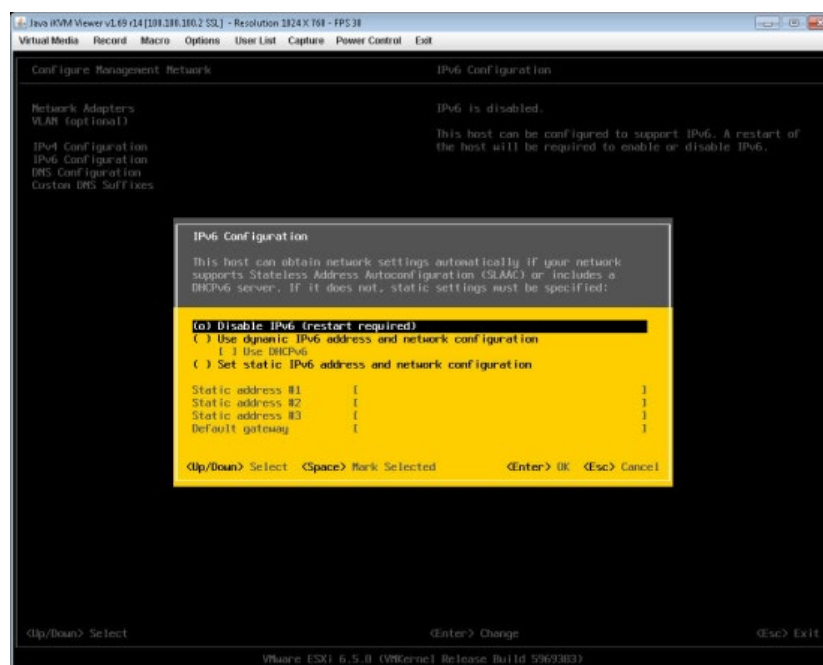 Java iKVM Viewer v1.69 r14 [100.100.100.2 SSL] - Resolution 1024 X 768 - FPS 30
Virtual Media Record Macro Options User List Capture Power Control Exit
Configure Management Network
IPv6 Configuration
Network Adapters
VLAN (optional)
IPv4 Configuration
IPv6 Configuration
DNS Configuration
Custom DNS Suffixes
IPv6 is disabled.
This host can be configured to support IPv6. A restart of
the host will be required to enable or disable IPv6.
IPv6 Configuration
This host can obtain network settings automatically if your network
supports Stateless Address Autoconfiguration (SLAAC) or includes a
DHCPv6 server. If it does not, static settings must be specified:
(o) Disable IPv6 (restart required)
( ) Use dynamic IPv6 address and network configuration
[ ] Use DHCPv6
( ) Set static IPv6 address and network configuration
Static address #1 [ ]
Static address #2 [ ]
Static address #3 [ ]
Default gateway [ ]
<Up/Down> Select <Space> Mark Selected <Enter> OK <Esc> Cancel
<Up/Down> Select <Enter> Change <Esc> Exit
VMware ESXi 6.5.0 (VMKernel Release Build 5969303)